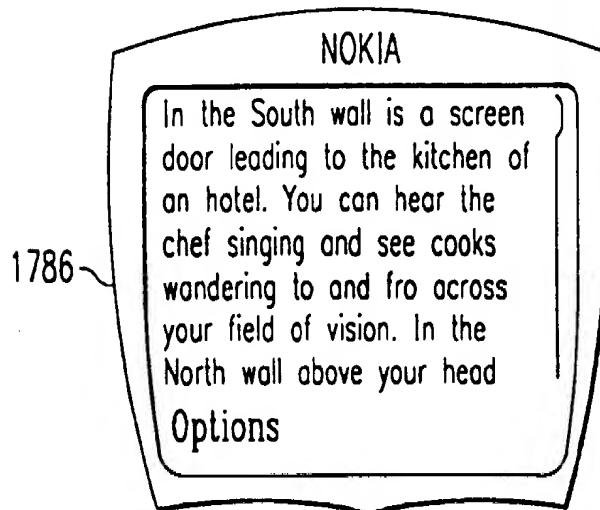 NOKIA
In the South wall is a screen
door leading to the kitchen of
an hotel. You can hear the
chef singing and see cooks
wandering to and fro across
your field of vision. In the
North wall above your head
Options
1786